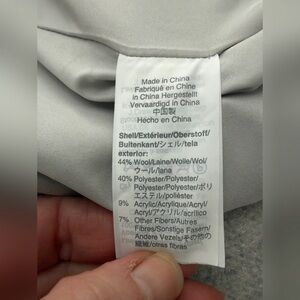 Made in China
Fabriqué en Chine
in China Hergestellt
Vervaardigd in China
中国製
Hecho en China
Shell/Extérieur/Oberstoff/
Buitenkant/シェル/tela
exterior:
44% Wool/Laine/Wolle/Wol/
ウール/lana
40% Polyester/Polyester/
Polyester/Polyester/ポリ
エステル/poliéster
9% Acrylic/Acrylique/Acryl/
Acryl/アクリル/acrílico
7% Other Fibers/Autres
Fibres/Sonstige Fasern/
Andere Vezels/その他の
繊維/otras fibras